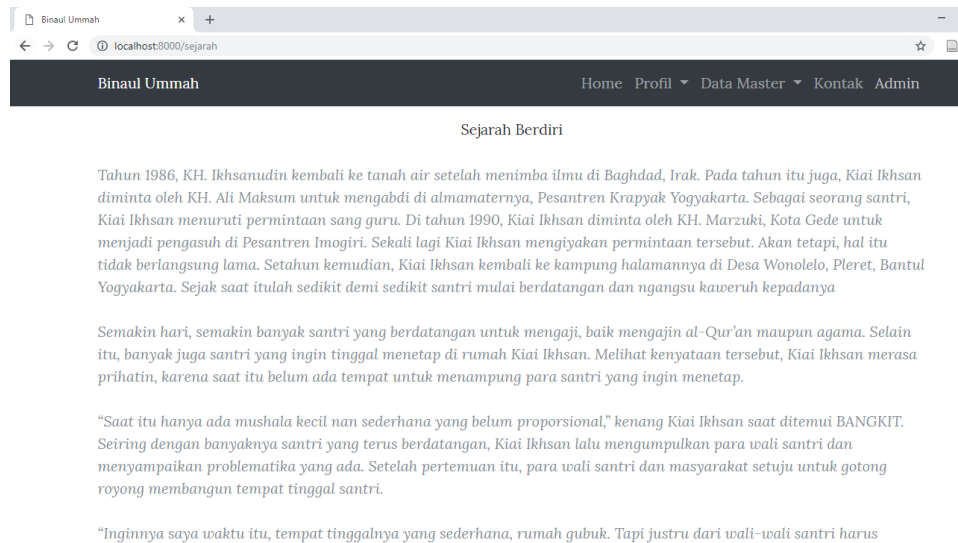 Binaul Ummah
localhost:8000/sejarah
Binaul Ummah Home Profil Data Master Kontak Admin
Sejarah Berdiri
Tahun 1986, KH. Ikhsanudin kembali ke tanah air setelah menimba ilmu di Baghdad, Irak. Pada tahun itu juga, Kiai Ikhsan
diminta oleh KH. Ali Maksum untuk mengabdi di almamaternya, Pesantren Krapyak Yogyakarta. Sebagai seorang santri,
Kiai Ikhsan menuruti permintaan sang guru. Di tahun 1990, Kiai Ikhsan diminta oleh KH. Marzuki, Kota Gede untuk
menjadi pengasuh di Pesantren Imogiri. Sekali lagi Kiai Ikhsan mengiyakan permintaan tersebut. Akan tetapi, hal itu
tidak berlangsung lama. Setahun kemudian, Kiai Ikhsan kembali ke kampung halamannya di Desa Wonolelo, Pleret, Bantul
Yogyakarta. Sejak saat itulah sedikit demi sedikit santri mulai berdatangan dan ngangsu kaweruh kepadanya
Semakin hari, semakin banyak santri yang berdatangan untuk mengaji, baik mengajin al-Qur’an maupun agama. Selain
itu, banyak juga santri yang ingin tinggal menetap di rumah Kiai Ikhsan. Melihat kenyataan tersebut, Kiai Ikhsan merasa
prihatin, karena saat itu belum ada tempat untuk menampung para santri yang ingin menetap.
“Saat itu hanya ada mushala kecil nan sederhana yang belum proporsional,” kenang Kiai Ikhsan saat ditemui BANGKIT.
Seiring dengan banyaknya santri yang terus berdatangan, Kiai Ikhsan lalu mengumpulkan para wali santri dan
menyampaikan problematika yang ada. Setelah pertemuan itu, para wali santri dan masyarakat setuju untuk gotong
royong membangun tempat tinggal santri.
“Inginnya saya waktu itu, tempat tinggalnya yang sederhana, rumah gubuk. Tapi justru dari wali-wali santri harus